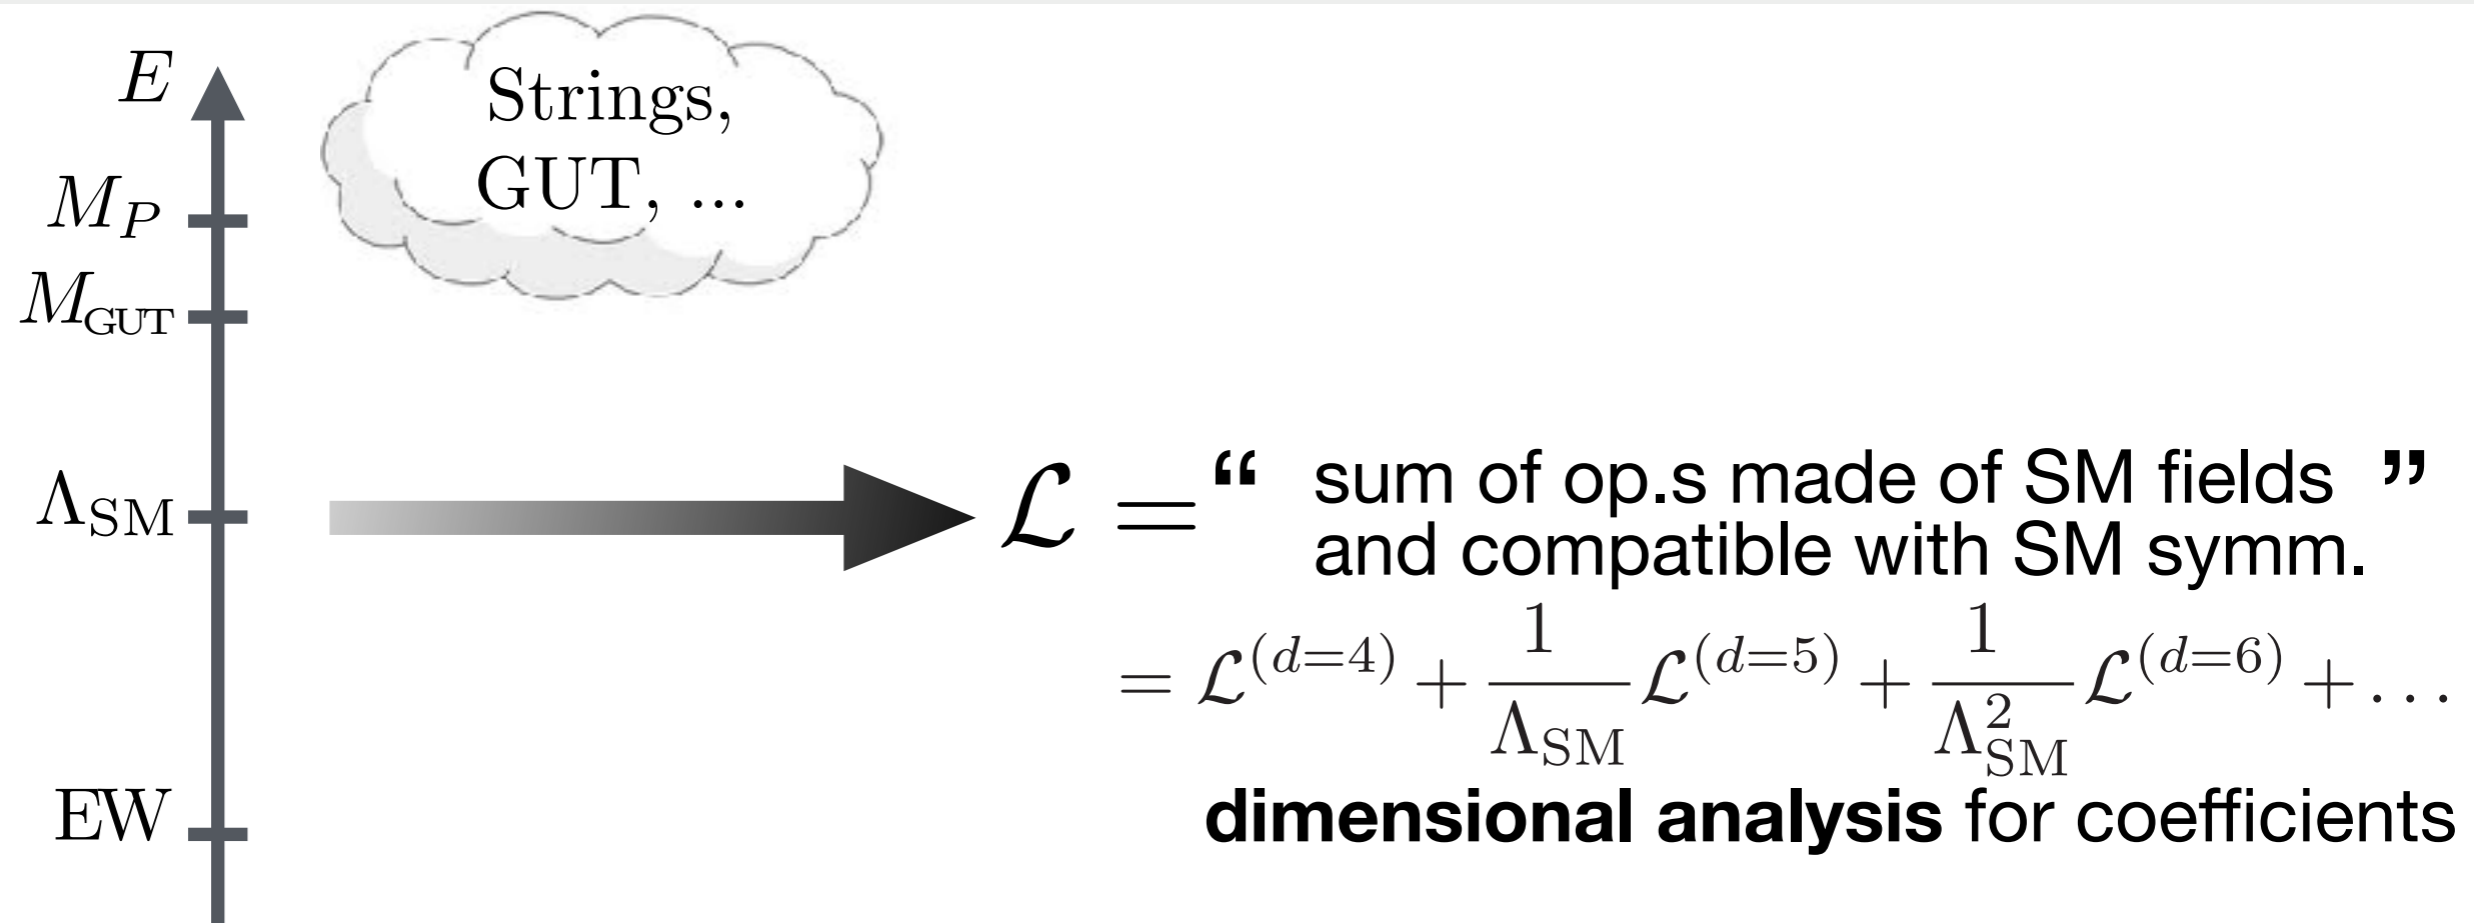 E
M_P
M_GUT
Λ_SM
EW
Strings,
GUT, ...
ℒ = “ sum of op.s made of SM fields ”
and compatible with SM symm.
= ℒ^(d=4) + 1/Λ_SM ℒ^(d=5) + 1/Λ_SM^2 ℒ^(d=6) + ...
dimensional analysis for coefficients